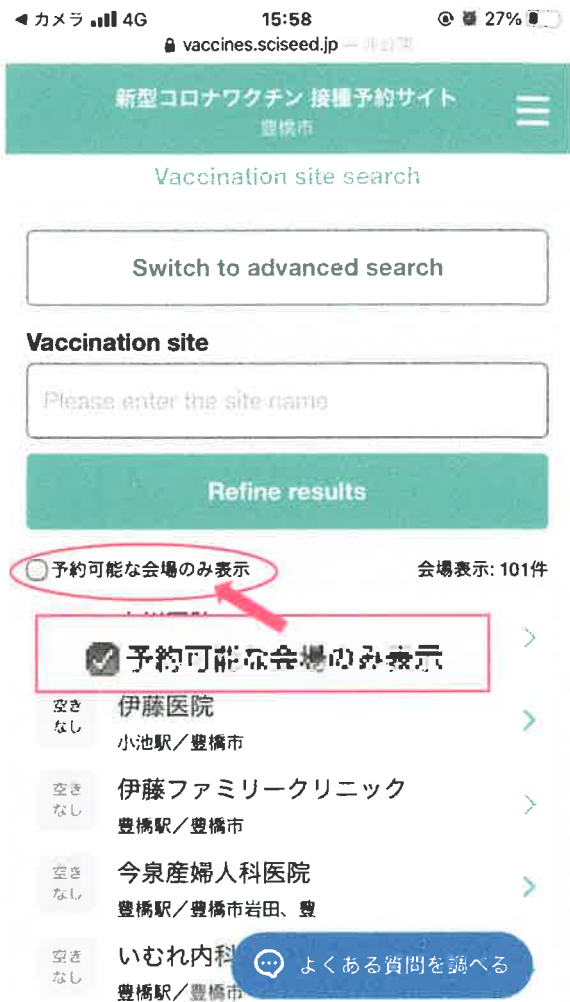 ◀カメラ 4G 15:58 27%
vaccines.sciseed.jp — 非公開
新型コロナワクチン 接種予約サイト
豊橋市
Vaccination site search
Switch to advanced search
Vaccination site
Please enter the site name
Refine results
予約可能な会場のみ表示 会場表示: 101件
予約可能な会場のみ表示
空きなし 伊藤医院
小池駅／豊橋市
空きなし 伊藤ファミリークリニック
豊橋駅／豊橋市
空きなし 今泉産婦人科医院
豊橋駅／豊橋市岩田、豊
空きなし いむれ内科
豊橋駅／豊橋市
よくある質問を調べる